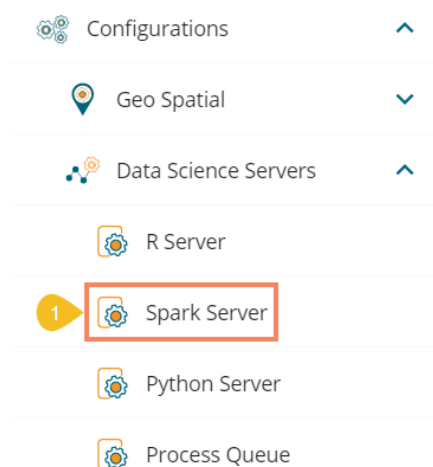 Configurations
Geo Spatial
Data Science Servers
R Server
1 Spark Server
Python Server
Process Queue